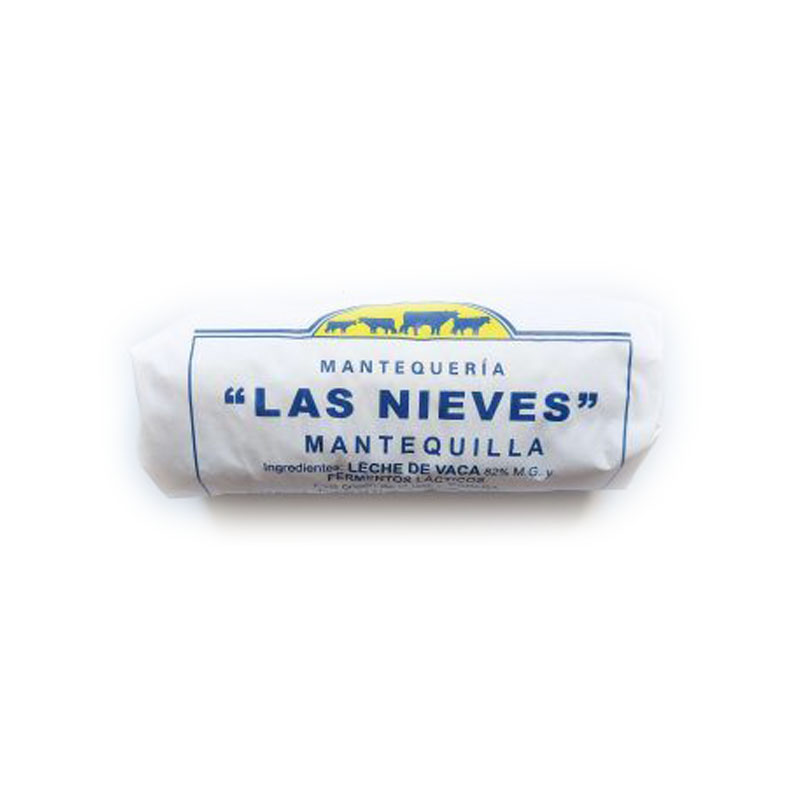 MANTEQUERÍA
“LAS NIEVES”
MANTEQUILLA
Ingredientes: LECHE DE VACA 82% M.G. y
FERMENTOS LÁCTICOS